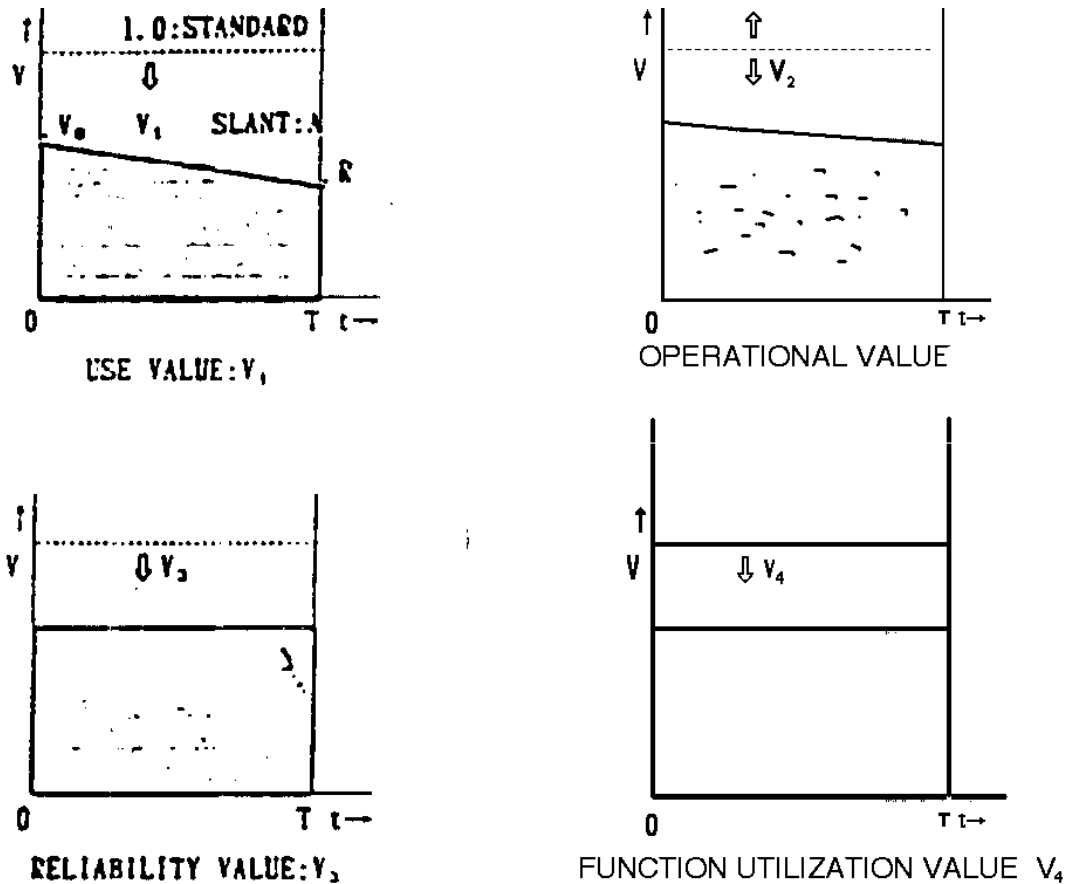 1.0:STANDARD
V
V₀ V₁ SLANT:
R
0 T t→
USE VALUE:V₁
V
V₂
0 T t→
OPERATIONAL VALUE
V
V₃
0 T t→
RELIABILITY VALUE:V₃
V
V₄
0 T t→
FUNCTION UTILIZATION VALUE V₄